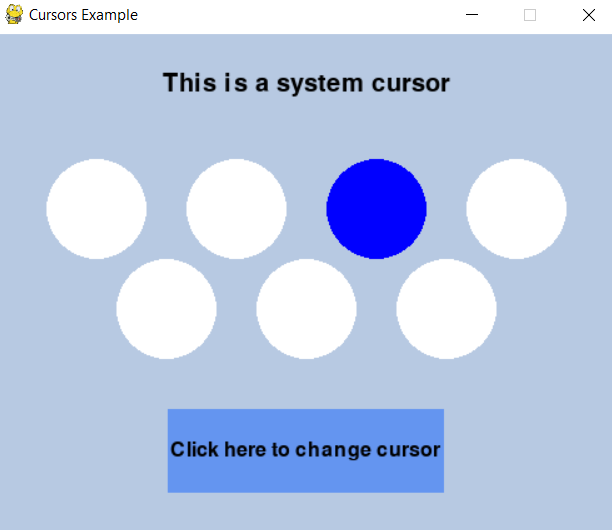 Cursors Example
This is a system cursor
Click here to change cursor